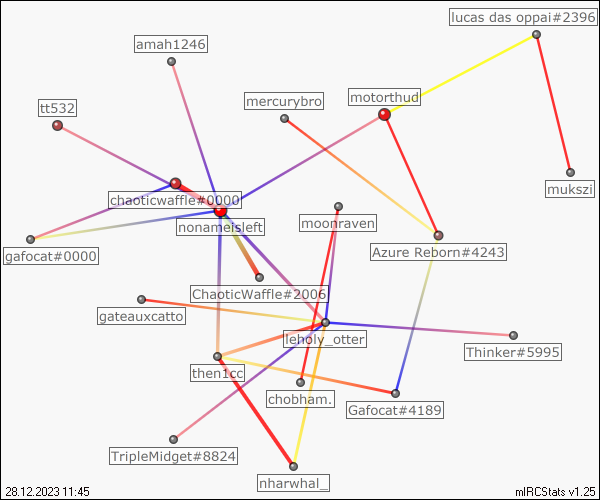 lucas das oppai#2396
amah1246
mercurybro
motorthud
tt532
mukszi
chaoticwaffle#0000
nonameisleft
moonraven
gafocat#0000
Azure Reborn#4243
ChaoticWaffle#2006
gateauxcatto
leholy_otter
Thinker#5995
then1cc
chobham.
Gafocat#4189
TripleMidget#8824
nharwhal_
28.12.2023 11:45
mIRCStats v1.25